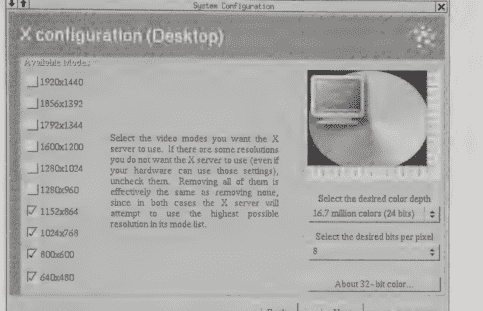 System Configuration
X configuration (Desktop)
Available Modes
1920x1440
1856x1392
1792x1344
1600x1200
1280x1024
1280x960
1152x864
1024x768
800x600
640x480
Select the video modes you want the X
server to use. If there are some resolutions
you do not want the X server to use (even if
your hardware can use those settings),
uncheck them. Removing all of them is
effectively the same as removing none,
since in both cases the X server will
attempt to use the highest possible
resolution in its mode list.
Select the desired color depth
16.7 million colors (24 bits)
Select the desired bits per pixel
8
About 32-bit color...